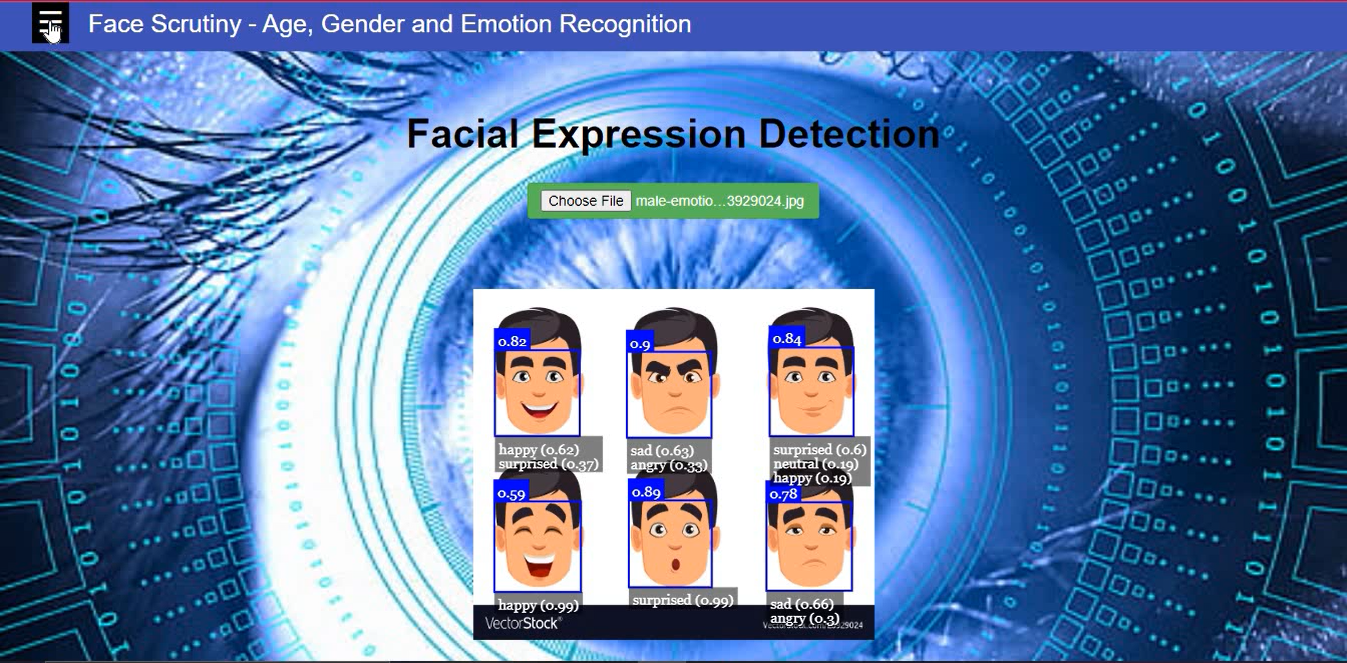 Face Scrutiny - Age, Gender and Emotion Recognition
Facial Expression Detection
Choose File male-emotio...3929024.jpg
0.82
0.9
0.84
happy (0.62)
surprised (0.37)
sad (0.63)
angry (0.33)
surprised (0.6)
neutral (0.19)
happy (0.19)
0.59
0.89
0.78
happy (0.99)
surprised (0.99)
sad (0.66)
angry (0.3)
VectorStock®